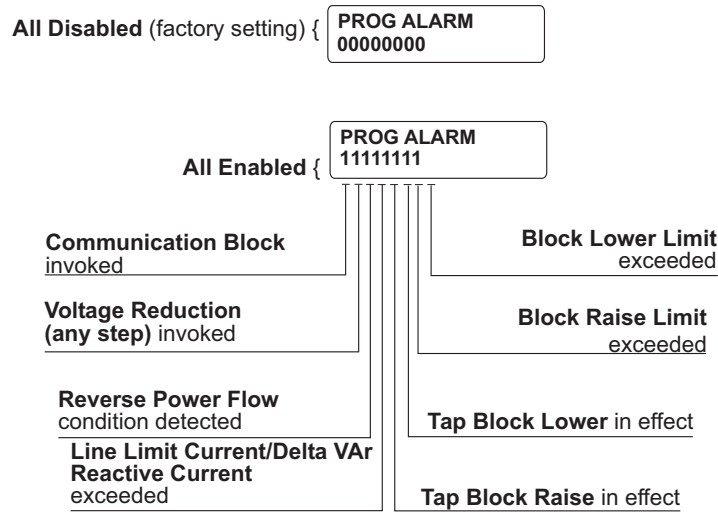 All Disabled (factory setting) {
PROG ALARM
00000000
All Enabled {
PROG ALARM
11111111
Communication Block
invoked
Voltage Reduction
(any step) invoked
Reverse Power Flow
condition detected
Line Limit Current/Delta VAr
Reactive Current
exceeded
Block Lower Limit
exceeded
Block Raise Limit
exceeded
Tap Block Lower in effect
Tap Block Raise in effect